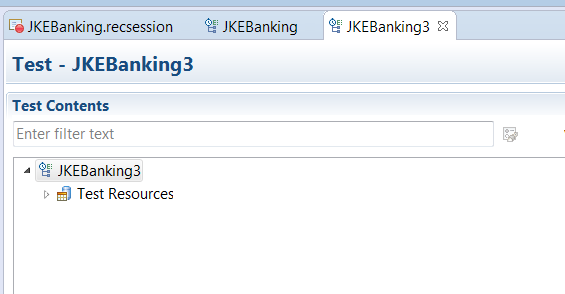 JKEBanking.recsession JKEBanking JKEBanking3
Test - JKEBanking3
Test Contents
Enter filter text
JKEBanking3
Test Resources